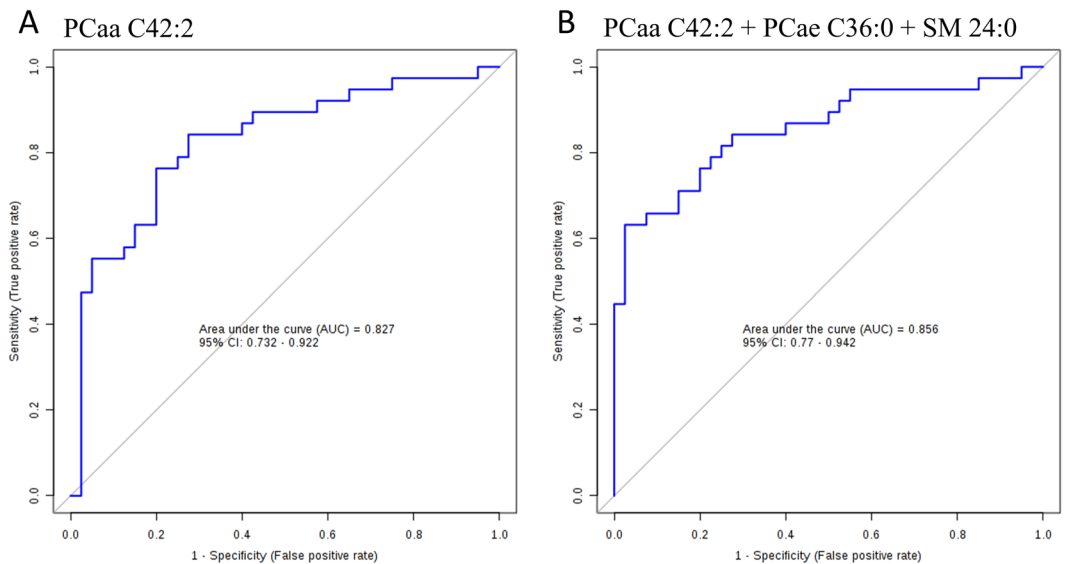 A PCaa C42:2
Sensitivity (True positive rate)
1.0
0.8
0.6
0.4
0.2
0.0
Area under the curve (AUC) = 0.827
95% CI: 0.732 - 0.922
0.0 0.2 0.4 0.6 0.8 1.0
1 - Specificity (False positive rate)
B PCaa C42:2 + PCae C36:0 + SM 24:0
Sensitivity (True positive rate)
1.0
0.8
0.6
0.4
0.2
0.0
Area under the curve (AUC) = 0.856
95% CI: 0.77 - 0.942
0.0 0.2 0.4 0.6 0.8 1.0
1 - Specificity (False positive rate)